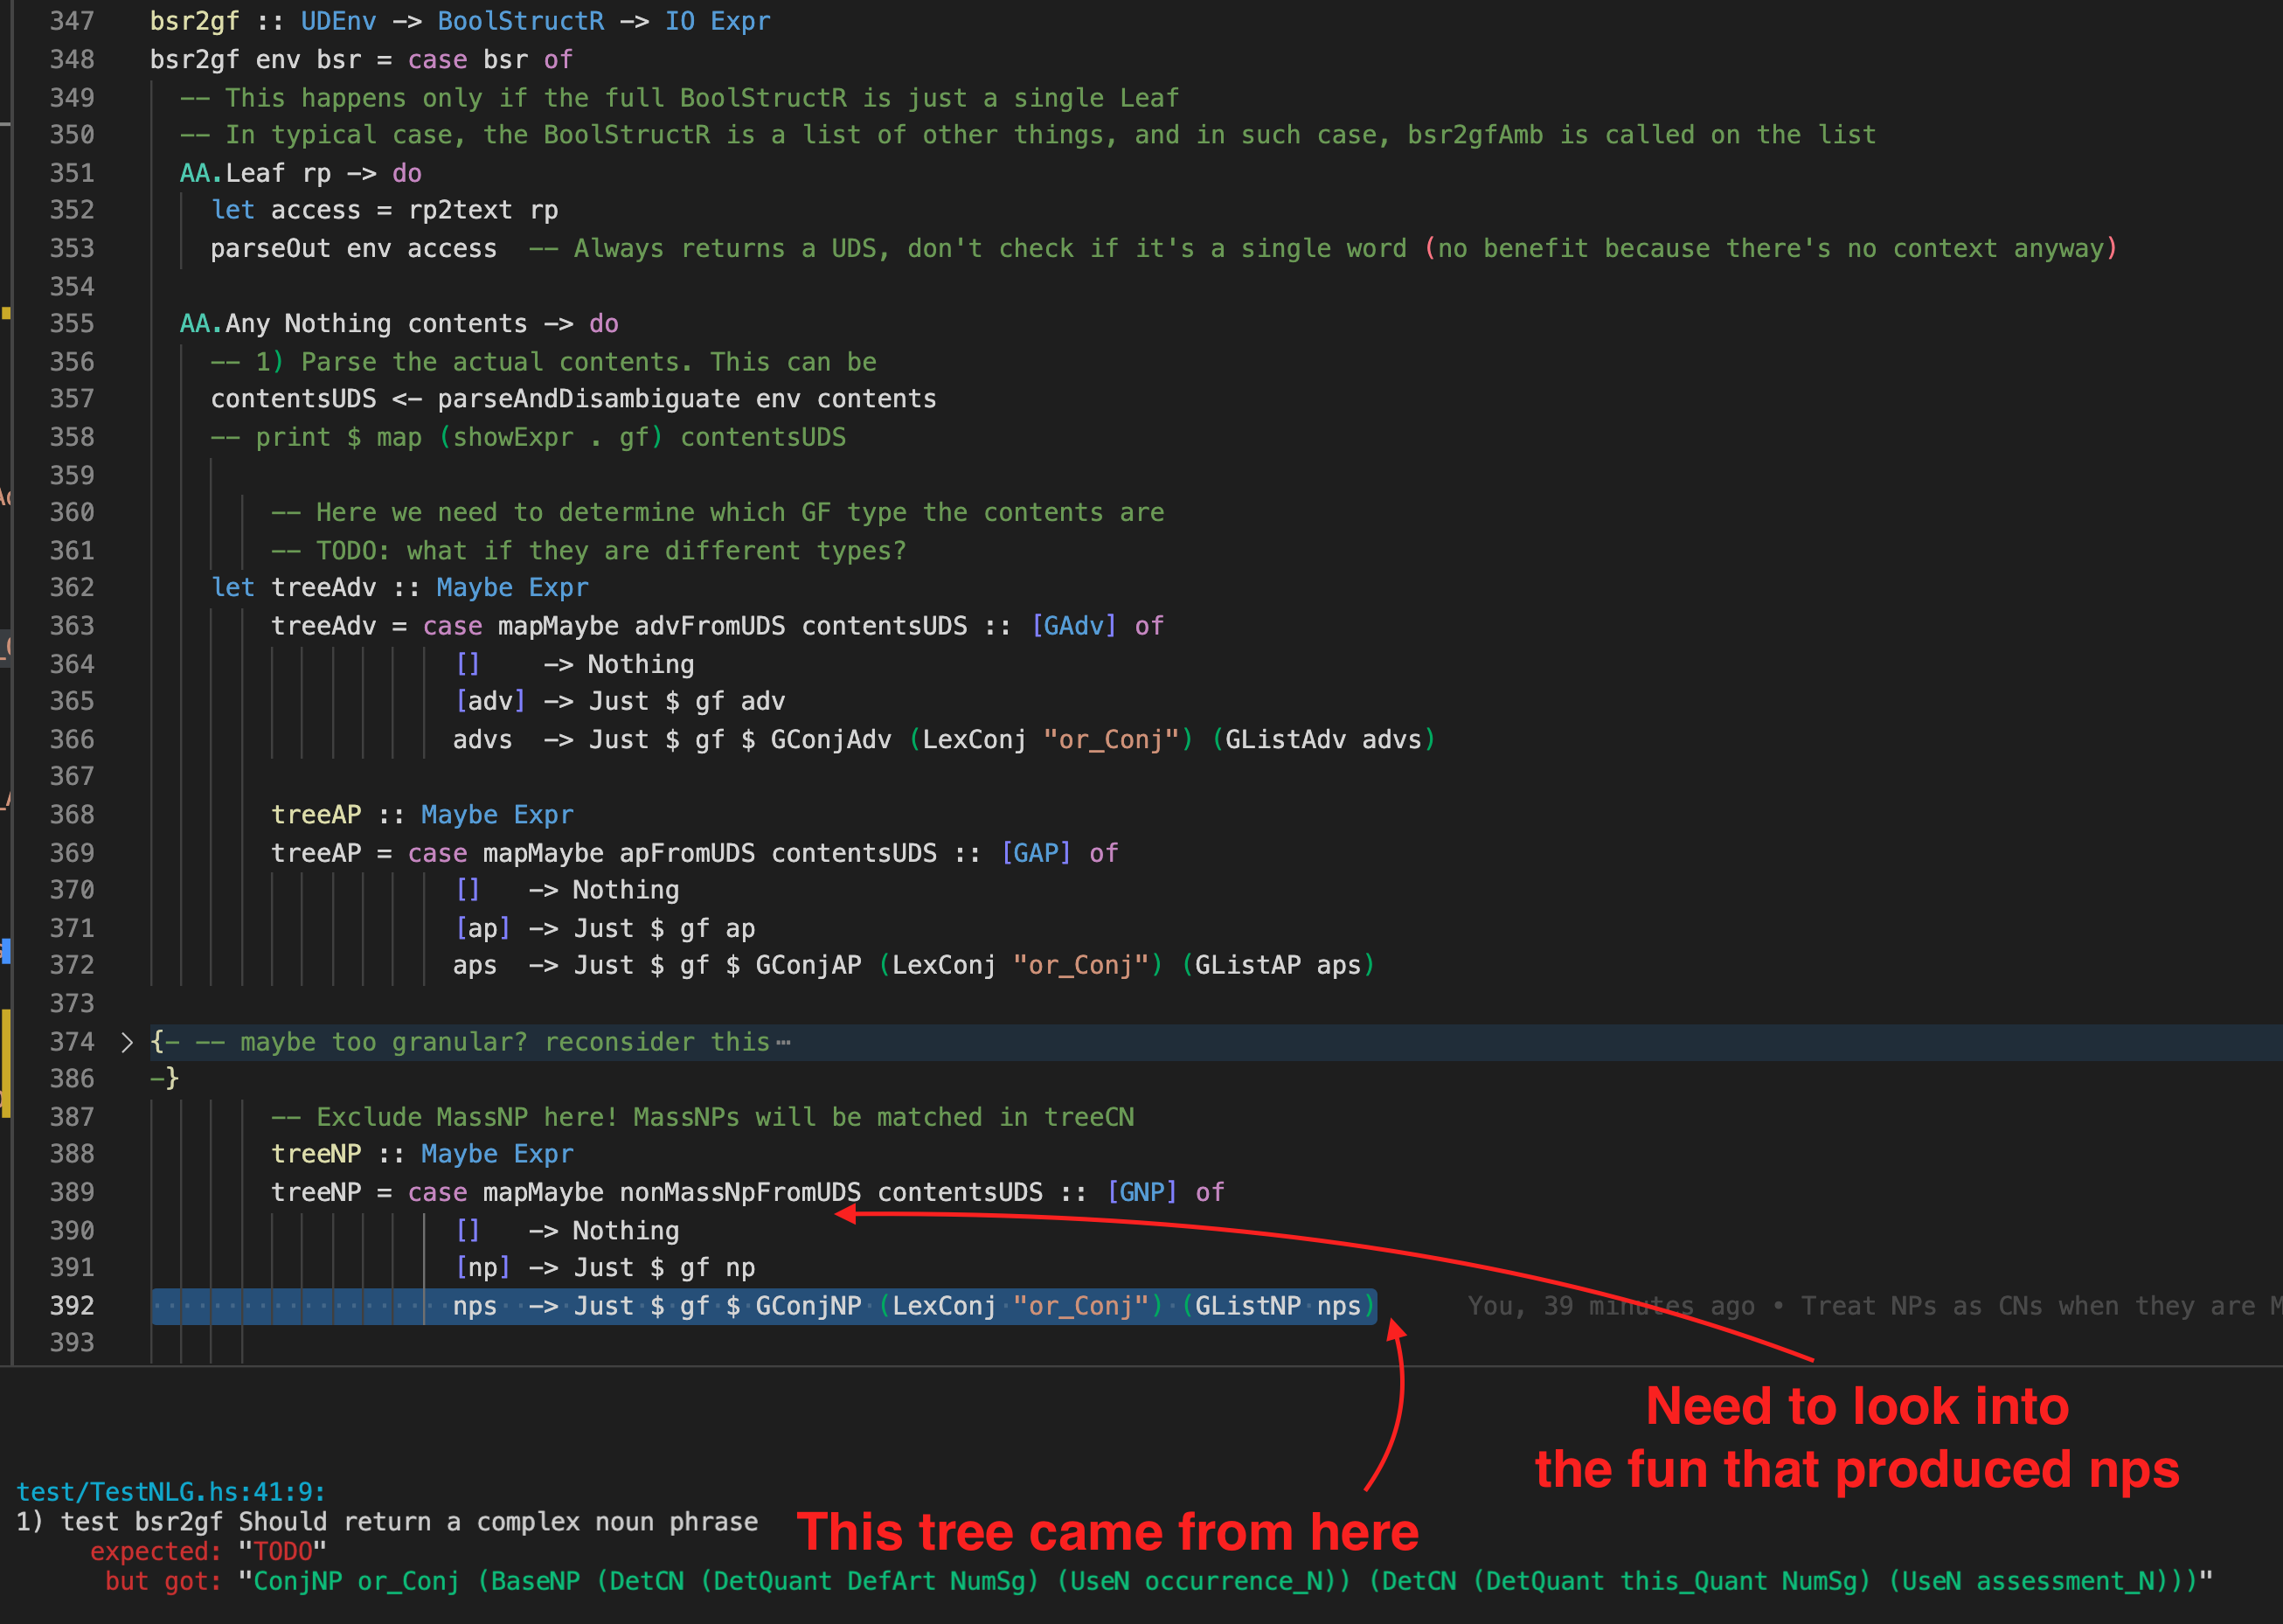 347 bsr2gf :: UDEnv -> BoolStructR -> IO Expr
348 bsr2gf env bsr = case bsr of
349 -- This happens only if the full BoolStructR is just a single Leaf
350 -- In typical case, the BoolStructR is a list of other things, and in such case, bsr2gfAmb is called on the list
351 AA.Leaf rp -> do
352 let access = rp2text rp
353 parseOut env access -- Always returns a UDS, don't check if it's a single word (no benefit because there's no context anyway)
354
355 AA.Any Nothing contents -> do
356 -- 1) Parse the actual contents. This can be
357 contentsUDS <- parseAndDisambiguate env contents
358 -- print $ map (showExpr . gf) contentsUDS
359
360 -- Here we need to determine which GF type the contents are
361 -- TODO: what if they are different types?
362 let treeAdv :: Maybe Expr
363 treeAdv = case mapMaybe advFromUDS contentsUDS :: [GAdv] of
364 [] -> Nothing
365 [adv] -> Just $ gf adv
366 advs -> Just $ gf $ GConjAdv (LexConj "or_Conj") (GListAdv advs)
367
368 treeAP :: Maybe Expr
369 treeAP = case mapMaybe apFromUDS contentsUDS :: [GAP] of
370 [] -> Nothing
371 [ap] -> Just $ gf ap
372 aps -> Just $ gf $ GConjAP (LexConj "or_Conj") (GListAP aps)
373
374 {- -- maybe too granular? reconsider this…
386 -}
387 -- Exclude MassNP here! MassNPs will be matched in treeCN
388 treeNP :: Maybe Expr
389 treeNP = case mapMaybe nonMassNpFromUDS contentsUDS :: [GNP] of
390 [] -> Nothing
391 [np] -> Just $ gf np
392 nps -> Just $ gf $ GConjNP (LexConj "or_Conj") (GListNP nps) You, 39 minutes ago • Treat NPs as CNs when they are M
393
Need to look into
the fun that produced nps
This tree came from here
test/TestNLG.hs:41:9:
1) test bsr2gf Should return a complex noun phrase
expected: "TODO"
but got: "ConjNP or_Conj (BaseNP (DetCN (DetQuant DefArt NumSg) (UseN occurrence_N)) (DetCN (DetQuant this_Quant NumSg) (UseN assessment_N)))"